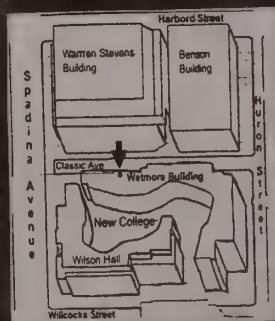 Harbord Street
Warren Stevens
Building
Benson
Building
Spadina Avenue
Huron Street
Classic Ave
Wetmore Building
New College
Wilson Hall
Willcocks Street